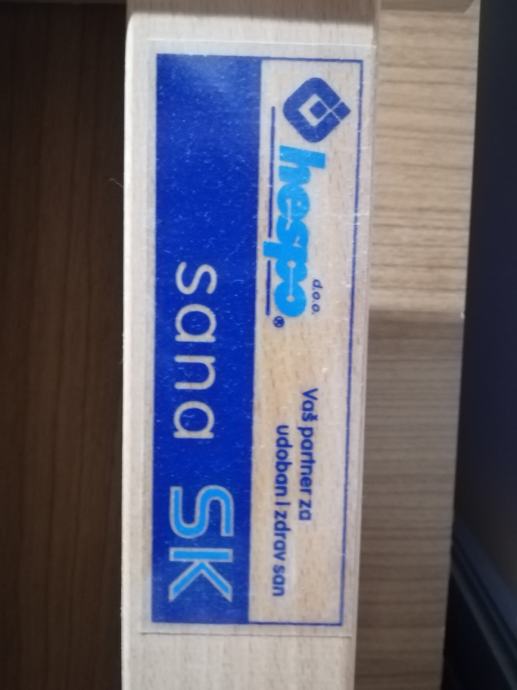 hespo
d.o.o.
®
Vaš partner za
udoban i zdrav san
sana SK